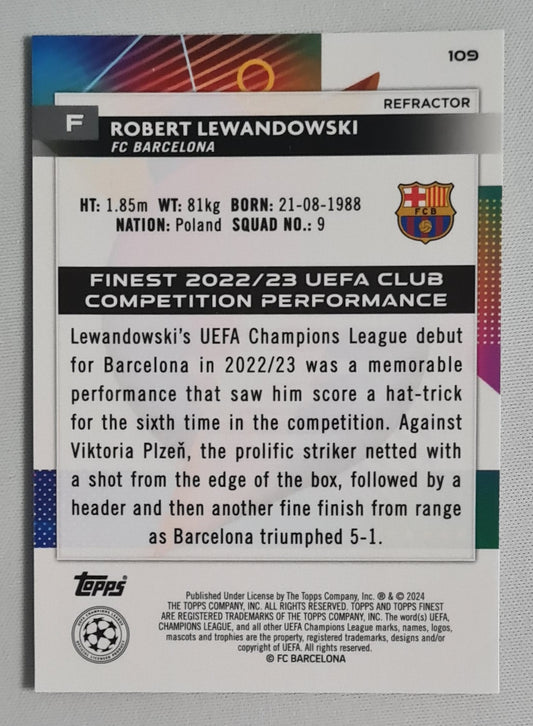 109
REFRACTOR
F
ROBERT LEWANDOWSKI
FC BARCELONA
HT: 1.85m WT: 81kg BORN: 21-08-1988
NATION: Poland SQUAD NO.: 9
FCB
FINEST 2022/23 UEFA CLUB
COMPETITION PERFORMANCE
Lewandowski's UEFA Champions League debut
for Barcelona in 2022/23 was a memorable
performance that saw him score a hat-trick
for the sixth time in the competition. Against
Viktoria Plzeň, the prolific striker netted with
a shot from the edge of the box, followed by a
header and then another fine finish from range
as Barcelona triumphed 5-1.
topps
Published Under License by The Topps Company, Inc. ® & © 2024
THE TOPPS COMPANY, INC. ALL RIGHTS RESERVED. TOPPS AND TOPPS FINEST
ARE REGISTERED TRADEMARKS OF THE TOPPS COMPANY, INC. The word(s) UEFA,
CHAMPIONS LEAGUE, and all other UEFA Champions League marks, names, logos,
mascots and trophies are the property, registered trademarks, designs and/or
copyright of UEFA. All rights reserved.
© FC BARCELONA